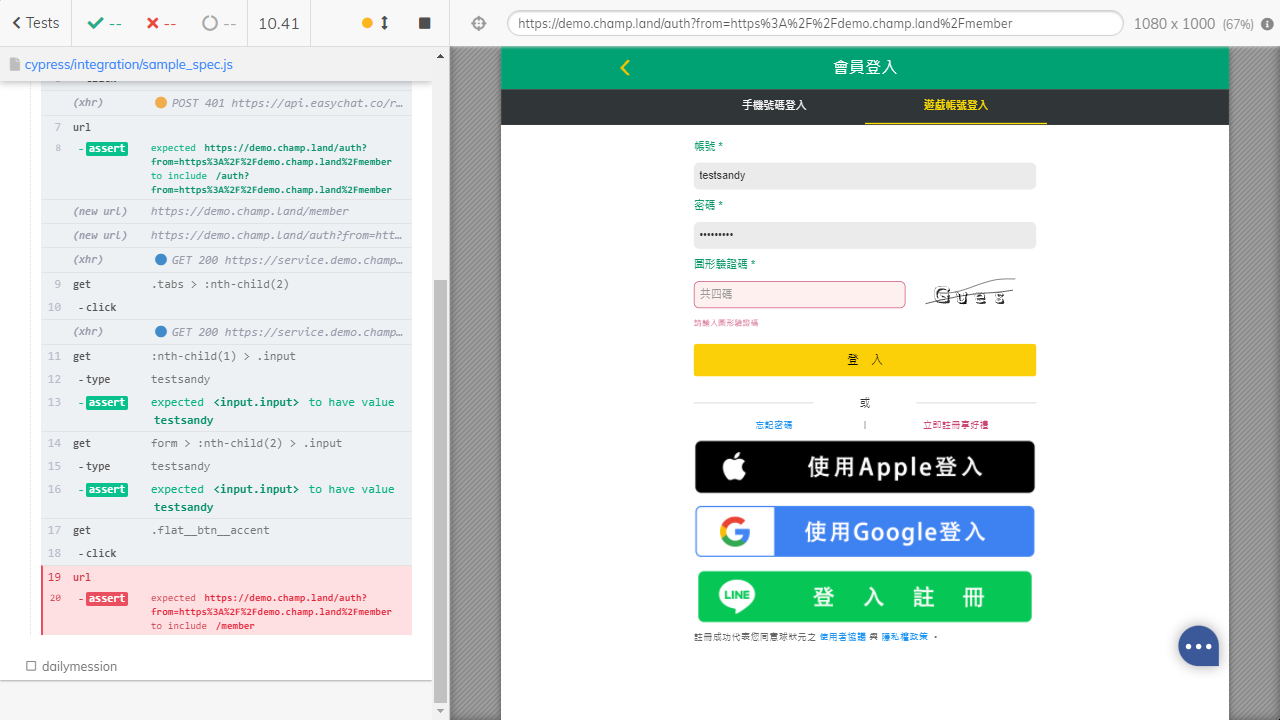 Tests
--
--
--
10.41
https://demo.champ.land/auth?from=https%3A%2F%2Fdemo.champ.land%2Fmember
1080 x 1000 (67%)
cypress/integration/sample_spec.js
(xhr) POST 401 https://api.easychat.co/r…
7 url
8 - assert expected https://demo.champ.land/auth?
from=https%3A%2F%2Fdemo.champ.land%2Fmember
to include /auth?
from=https%3A%2F%2Fdemo.champ.land%2Fmember
(new url) https://demo.champ.land/member
(new url) https://demo.champ.land/auth?from=htt…
(xhr) GET 200 https://service.demo.champ…
9 get .tabs > :nth-child(2)
10 - click
(xhr) GET 200 https://service.demo.champ…
11 get :nth-child(1) > .input
12 - type testsandy
13 - assert expected <input.input> to have value
testsandy
14 get form > :nth-child(2) > .input
15 - type testsandy
16 - assert expected <input.input> to have value
testsandy
17 get .flat__btn__accent
18 - click
19 url
20 - assert expected https://demo.champ.land/auth?
from=https%3A%2F%2Fdemo.champ.land%2Fmember
to include /member
dailymession
會員登入
手機號碼登入 遊戲帳號登入
帳號 *
testsandy
密碼 *
•••••••••
圖形驗證碼 *
共四碼 Gues
請輸入圖形驗證碼
登 入
或
忘記密碼 | 立即註冊享好禮
使用Apple登入
使用Google登入
LINE 登 入 註 冊
註冊成功代表您同意球狀元之 使用者協議 與 隱私權政策 。